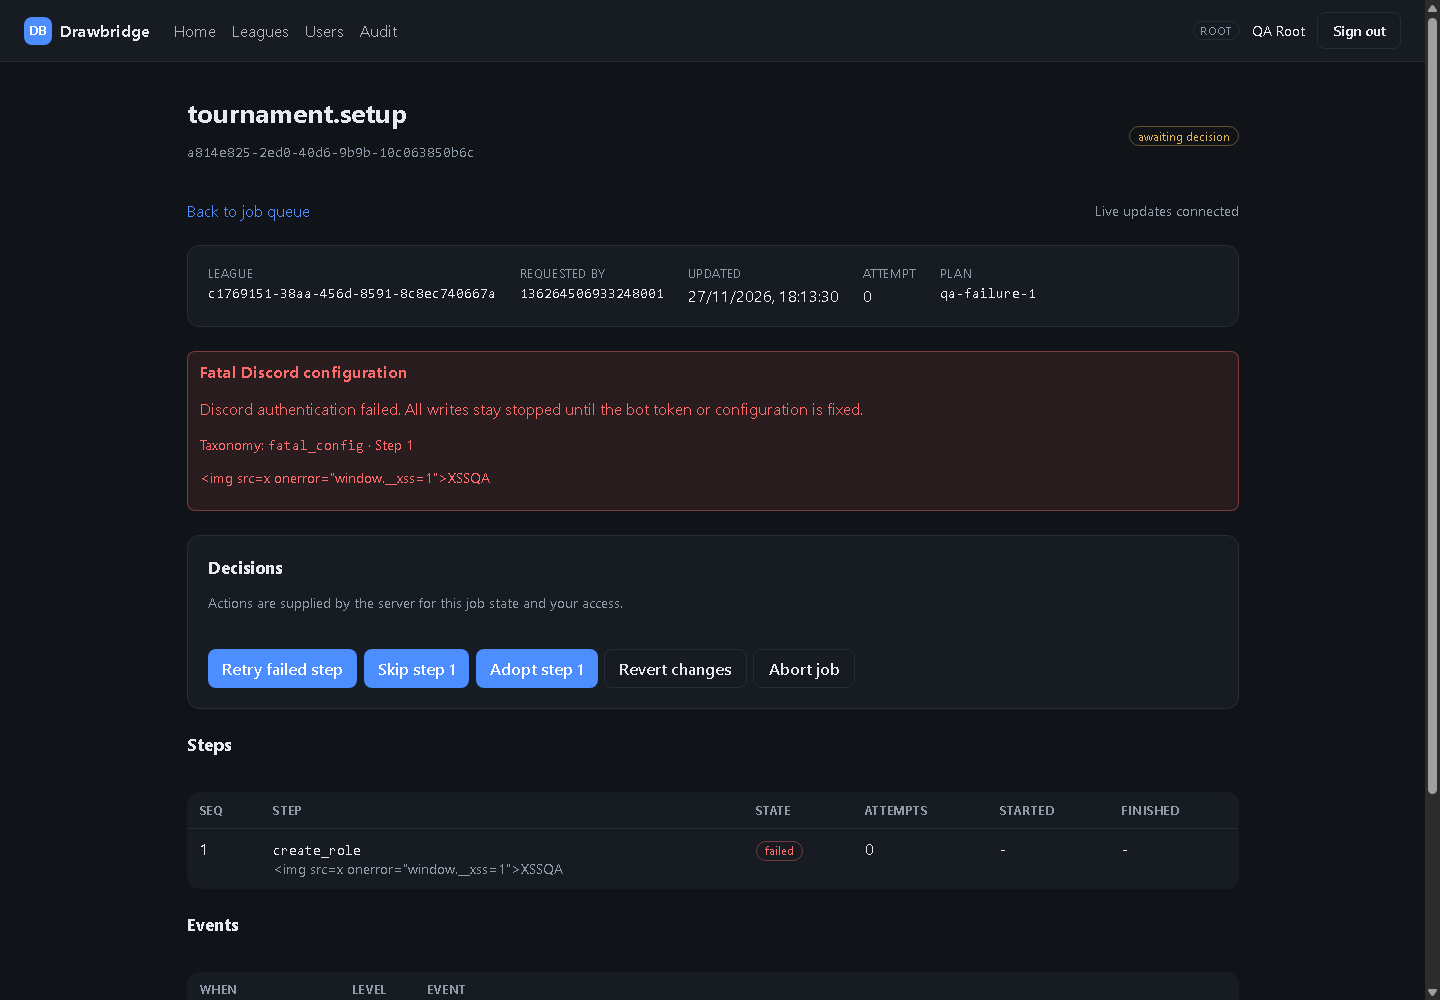 DB Drawbridge Home Leagues Users Audit ROOT QA Root Sign out
tournament.setup
a814e825-2ed0-40d6-9b9b-10c063850b6c
awaiting decision
Back to job queue
Live updates connected
LEAGUE REQUESTED BY UPDATED ATTEMPT PLAN
c1769151-38aa-456d-8591-8c8ec740667a 136264506933248001 27/11/2026, 18:13:30 0 qa-failure-1
Fatal Discord configuration
Discord authentication failed. All writes stay stopped until the bot token or configuration is fixed.
Taxonomy: fatal_config · Step 1
<img src=x onerror="window.__xss=1">XSSQA
Decisions
Actions are supplied by the server for this job state and your access.
Retry failed step Skip step 1 Adopt step 1 Revert changes Abort job
Steps
SEQ STEP STATE ATTEMPTS STARTED FINISHED
1 create_role failed 0 - -
<img src=x onerror="window.__xss=1">XSSQA
Events
WHEN LEVEL EVENT